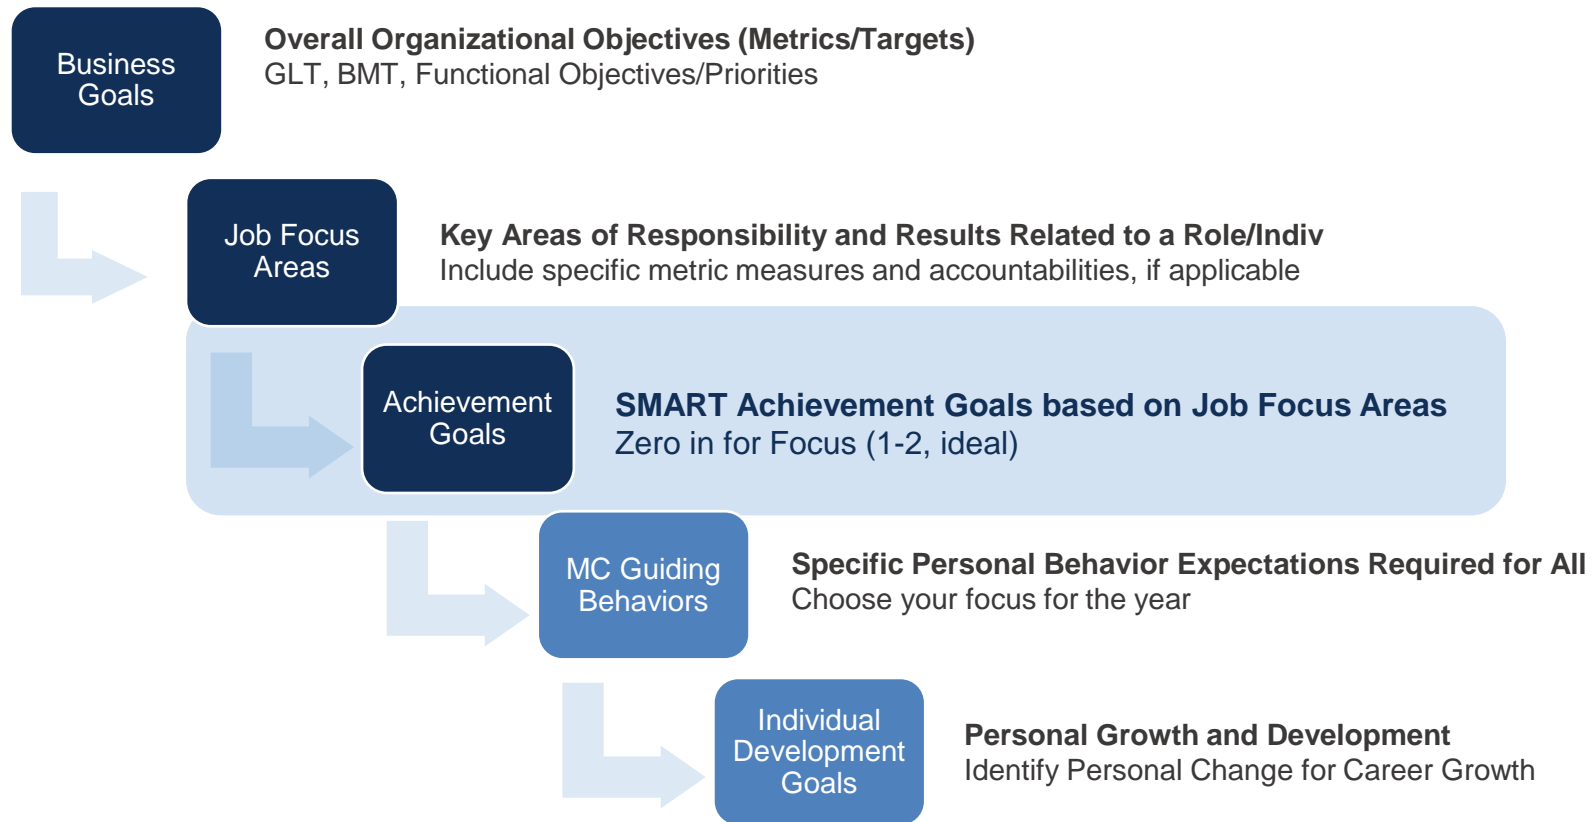 Business
Goals
Overall Organizational Objectives (Metrics/Targets)
GLT, BMT, Functional Objectives/Priorities
Job Focus
Areas
Key Areas of Responsibility and Results Related to a Role/Indiv
Include specific metric measures and accountabilities, if applicable
Achievement
Goals
SMART Achievement Goals based on Job Focus Areas
Zero in for Focus (1-2, ideal)
MC Guiding
Behaviors
Specific Personal Behavior Expectations Required for All
Choose your focus for the year
Individual
Development
Goals
Personal Growth and Development
Identify Personal Change for Career Growth